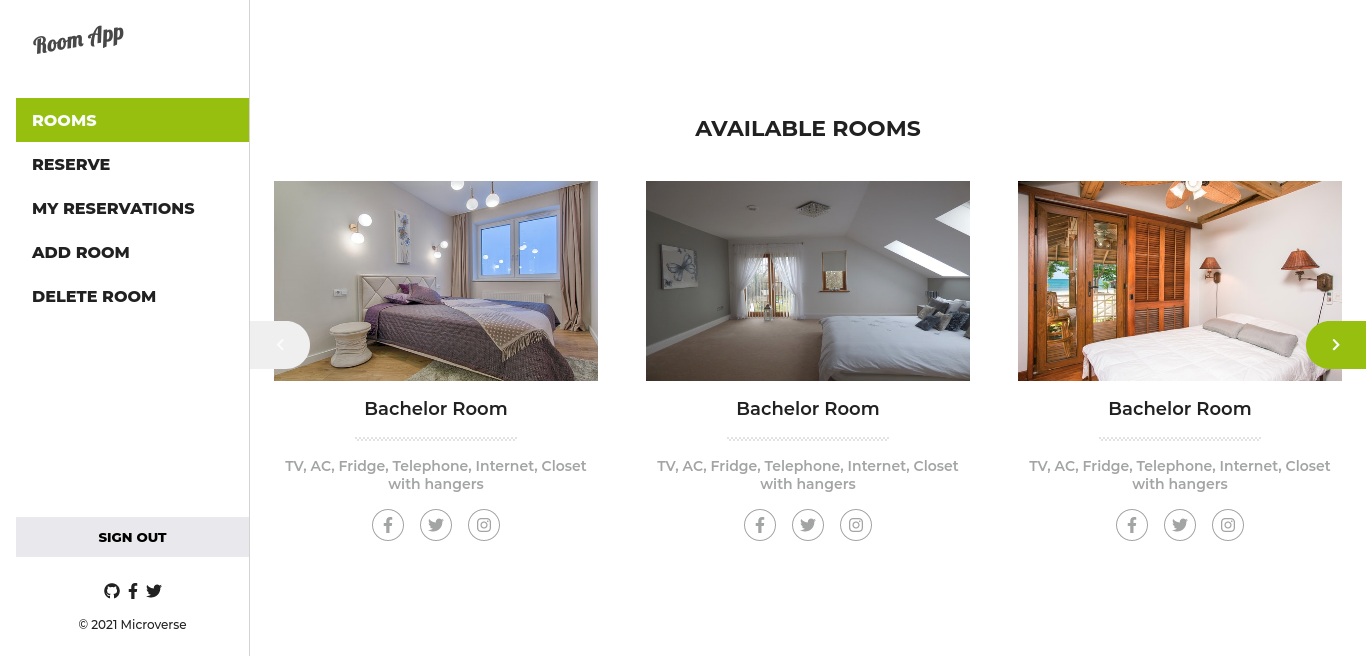 Room App
ROOMS
RESERVE
MY RESERVATIONS
ADD ROOM
DELETE ROOM
SIGN OUT
© 2021 Microverse
AVAILABLE ROOMS
Bachelor Room
TV, AC, Fridge, Telephone, Internet, Closet
with hangers
Bachelor Room
TV, AC, Fridge, Telephone, Internet, Closet
with hangers
Bachelor Room
TV, AC, Fridge, Telephone, Internet, Closet
with hangers